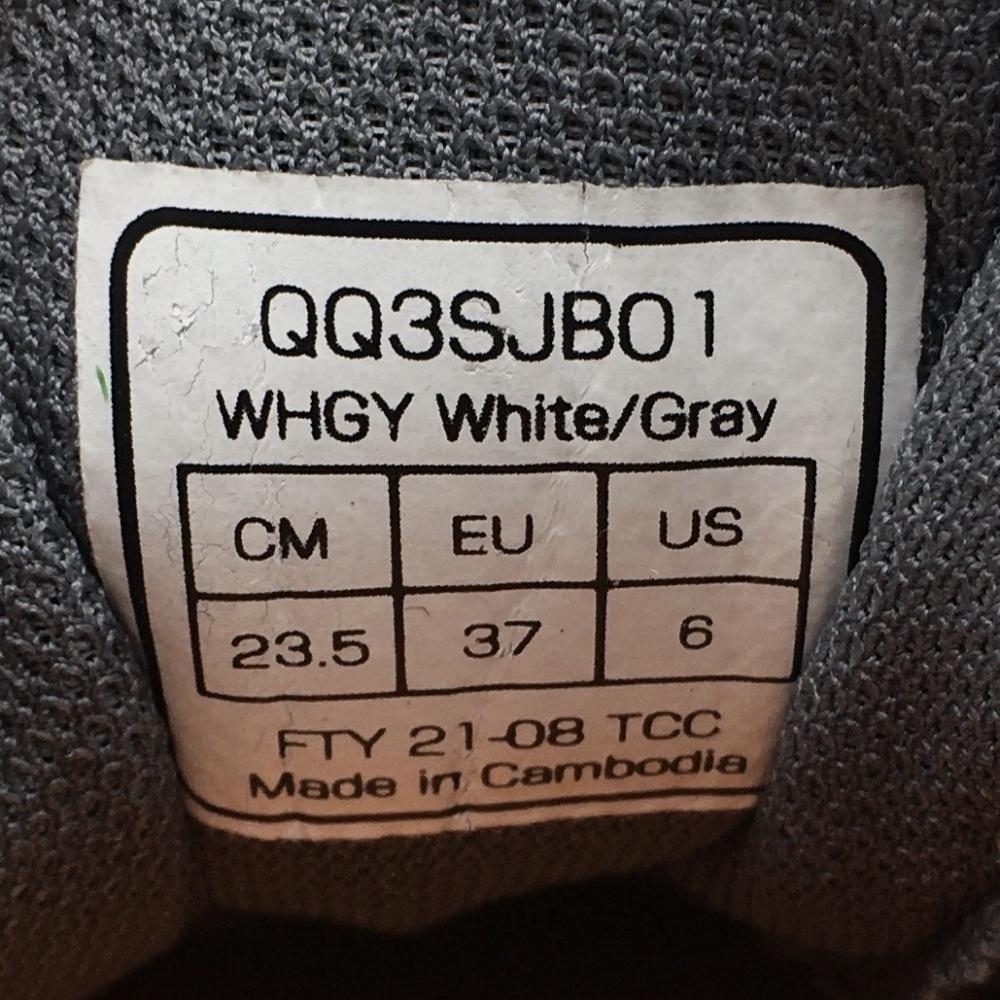 QQ3SJB01
WHGY White/Gray
CM EU US
23.5 37 6
FTY 21-08 TCC
Made in Cambodia